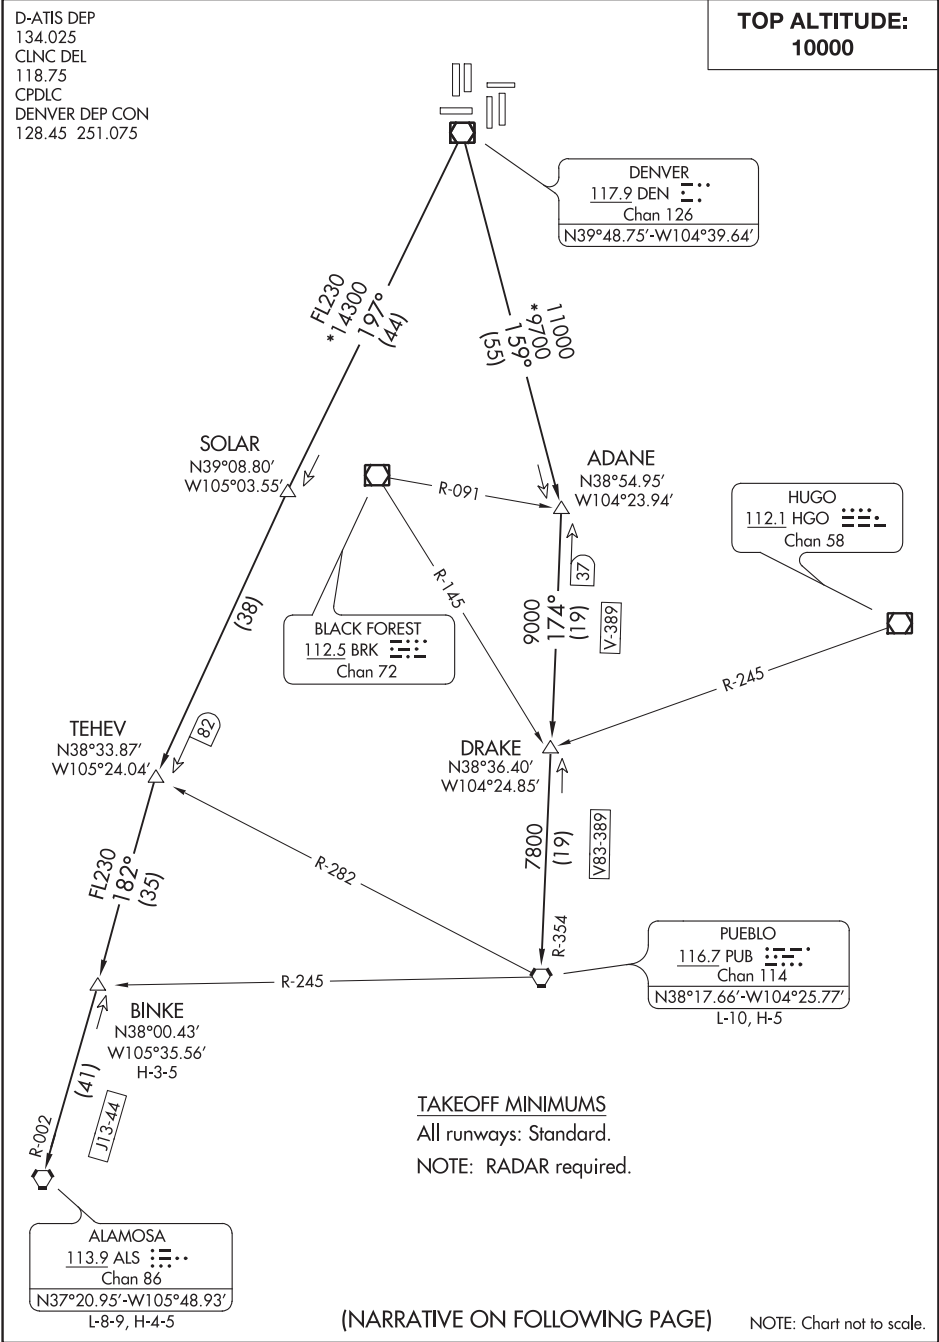 D-ATIS DEP
134.025
CLNC DEL
118.75
CPDLC
DENVER DEP CON
128.45 251.075
TOP ALTITUDE:
10000
DENVER
117.9 DEN
Chan 126
N39°48.75'-W104°39.64'
FL230
*14300
197°
(44)
11000
*9700
159°
(55)
SOLAR
N39°08.80'
W105°03.55'
ADANE
N38°54.95'
W104°23.94'
R-091
HUGO
112.1 HGO
Chan 58
37
R-145
9000
174°
(19)
V-389
(38)
BLACK FOREST
112.5 BRK
Chan 72
R-245
TEHEV
N38°33.87'
W105°24.04'
82
DRAKE
N38°36.40'
W104°24.85'
7800
(19)
V83-389
R-282
FL230
182°
(35)
R-354
PUEBLO
116.7 PUB
Chan 114
N38°17.66'-W104°25.77'
L-10, H-5
R-245
BINKE
N38°00.43'
W105°35.56'
H-3-5
(41)
J13-44
R-002
TAKEOFF MINIMUMS
All runways: Standard.
NOTE: RADAR required.
ALAMOSA
113.9 ALS
Chan 86
N37°20.95'-W105°48.93'
L-8-9, H-4-5
(NARRATIVE ON FOLLOWING PAGE)
NOTE: Chart not to scale.